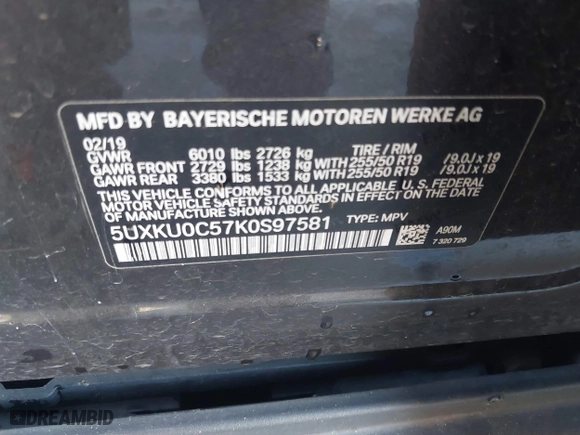 MFD BY BAYERISCHE MOTOREN WERKE AG
02/19 TIRE / RIM
GVWR 6010 lbs 2726 kg
GAWR FRONT 2729 lbs 1238 kg WITH 255/50 R19 /9.0J x 19
GAWR REAR 3380 lbs 1533 kg WITH 255/50 R19 /9.0J x 19
THIS VEHICLE CONFORMS TO ALL APPLICABLE U. S. FEDERAL
MOTOR VEHICLE SAFETY STANDARDS IN EFFECT ON THE DATE
OF MANUFACTURE SHOWN ABOVE.
5UXKU0C57K0S97581 TYPE: MPV
A90M
7 320 729
DREAMBID